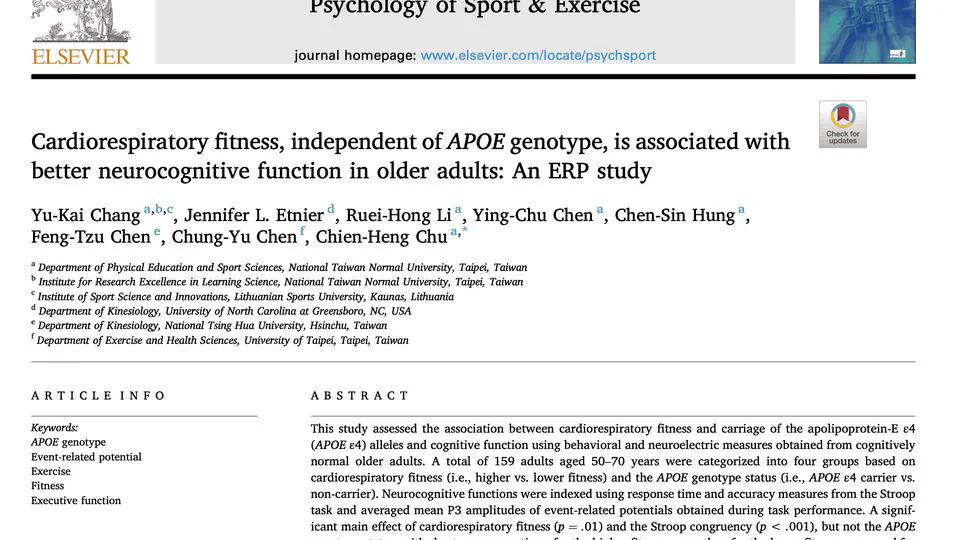 Psychology of Sport & Exercise
ELSEVIER
journal homepage: www.elsevier.com/locate/psychsport
Check for
updates
Cardiorespiratory fitness, independent of APOE genotype, is associated with
better neurocognitive function in older adults: An ERP study
Yu-Kai Chang a,b,c, Jennifer L. Etnier d, Ruei-Hong Li a, Ying-Chu Chen a, Chen-Sin Hung a,
Feng-Tzu Chen e, Chung-Yu Chen f, Chien-Heng Chu a,*
a Department of Physical Education and Sport Sciences, National Taiwan Normal University, Taipei, Taiwan
b Institute for Research Excellence in Learning Science, National Taiwan Normal University, Taipei, Taiwan
c Institute of Sport Science and Innovations, Lithuanian Sports University, Kaunas, Lithuania
d Department of Kinesiology, University of North Carolina at Greensboro, NC, USA
e Department of Kinesiology, National Tsing Hua University, Hsinchu, Taiwan
f Department of Exercise and Health Sciences, University of Taipei, Taipei, Taiwan
ARTICLE INFO
Keywords:
APOE genotype
Event-related potential
Exercise
Fitness
Executive function
ABSTRACT
This study assessed the association between cardiorespiratory fitness and carriage of the apolipoprotein-E ε4
(APOE ε4) alleles and cognitive function using behavioral and neuroelectric measures obtained from cognitively
normal older adults. A total of 159 adults aged 50–70 years were categorized into four groups based on
cardiorespiratory fitness (i.e., higher vs. lower fitness) and the APOE genotype status (i.e., APOE ε4 carrier vs.
non-carrier). Neurocognitive functions were indexed using response time and accuracy measures from the Stroop
task and averaged mean P3 amplitudes of event-related potentials obtained during task performance. A signif-
icant main effect of cardiorespiratory fitness (p = .01) and the Stroop congruency (p < .001), but not the APOE